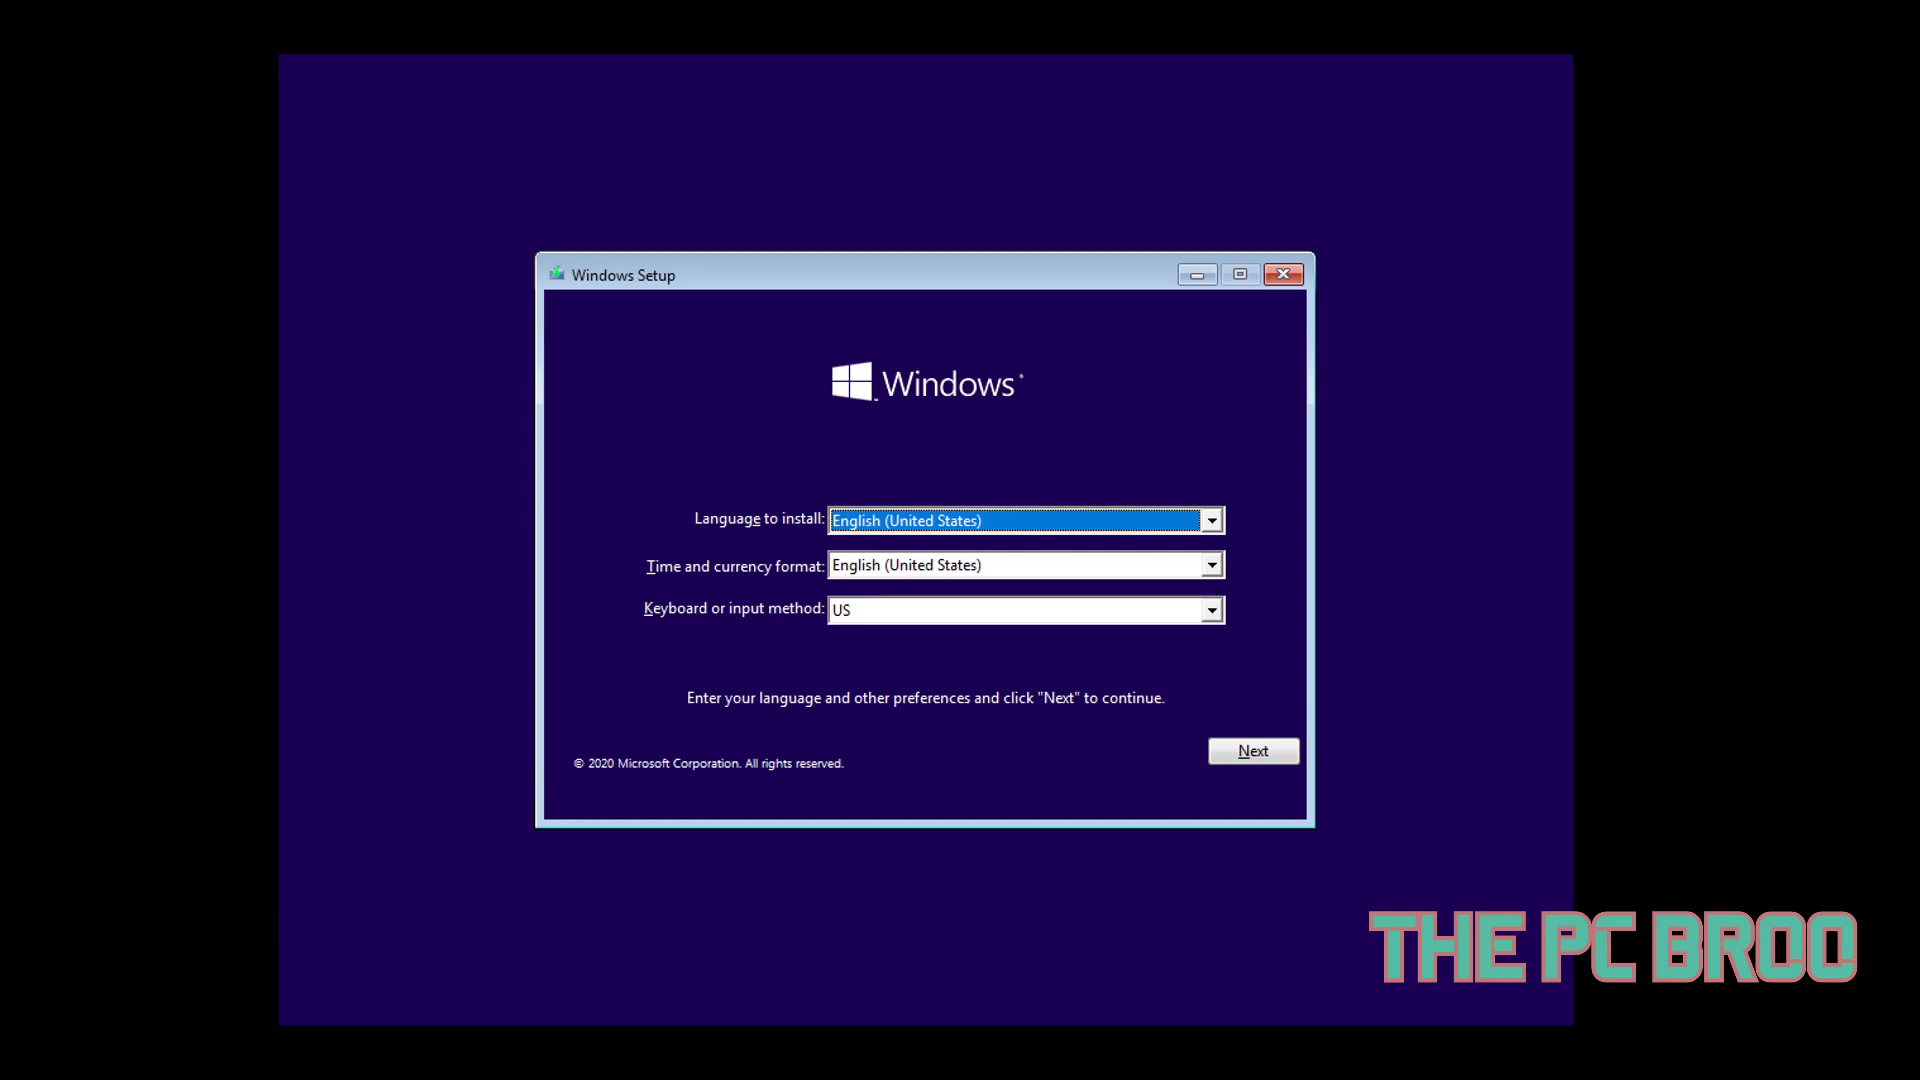 Windows Setup
Windows
Language to install: English (United States)
Time and currency format: English (United States)
Keyboard or input method: US
Enter your language and other preferences and click "Next" to continue.
Next
© 2020 Microsoft Corporation. All rights reserved.
THE PC BROO